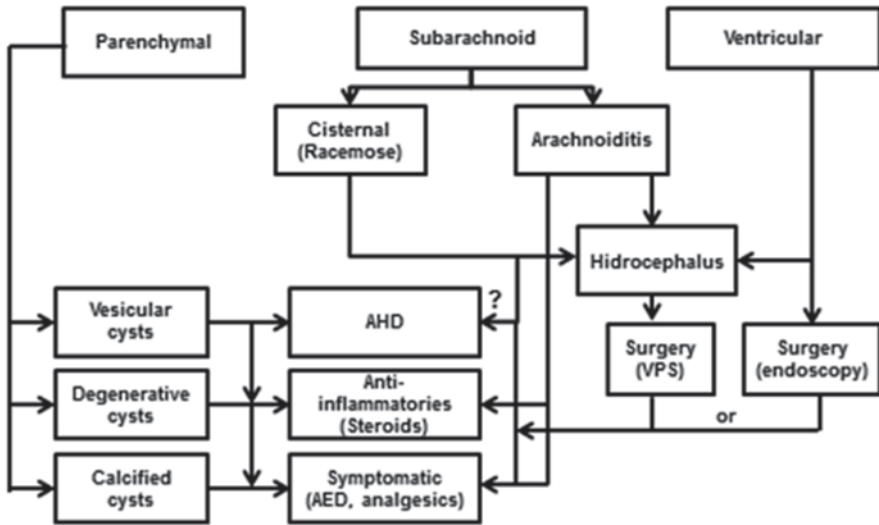 Parenchymal
Subarachnoid
Ventricular
Cisternal
(Racemose)
Arachnoiditis
Hidrocephalus
Vesicular
cysts
AHD
?
Surgery
(VPS)
Surgery
(endoscopy)
Degenerative
cysts
Anti-
inflammatories
(Steroids)
or
Calcified
cysts
Symptomatic
(AED, analgesics)